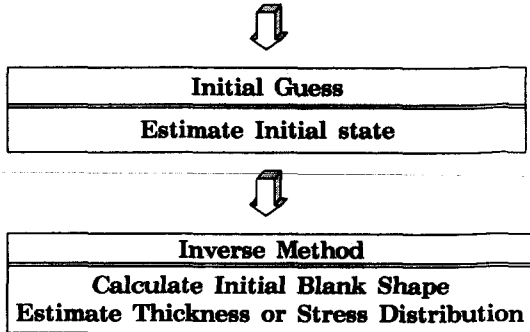 Initial Guess
Estimate Initial state
Inverse Method
Calculate Initial Blank Shape
Estimate Thickness or Stress Distribution